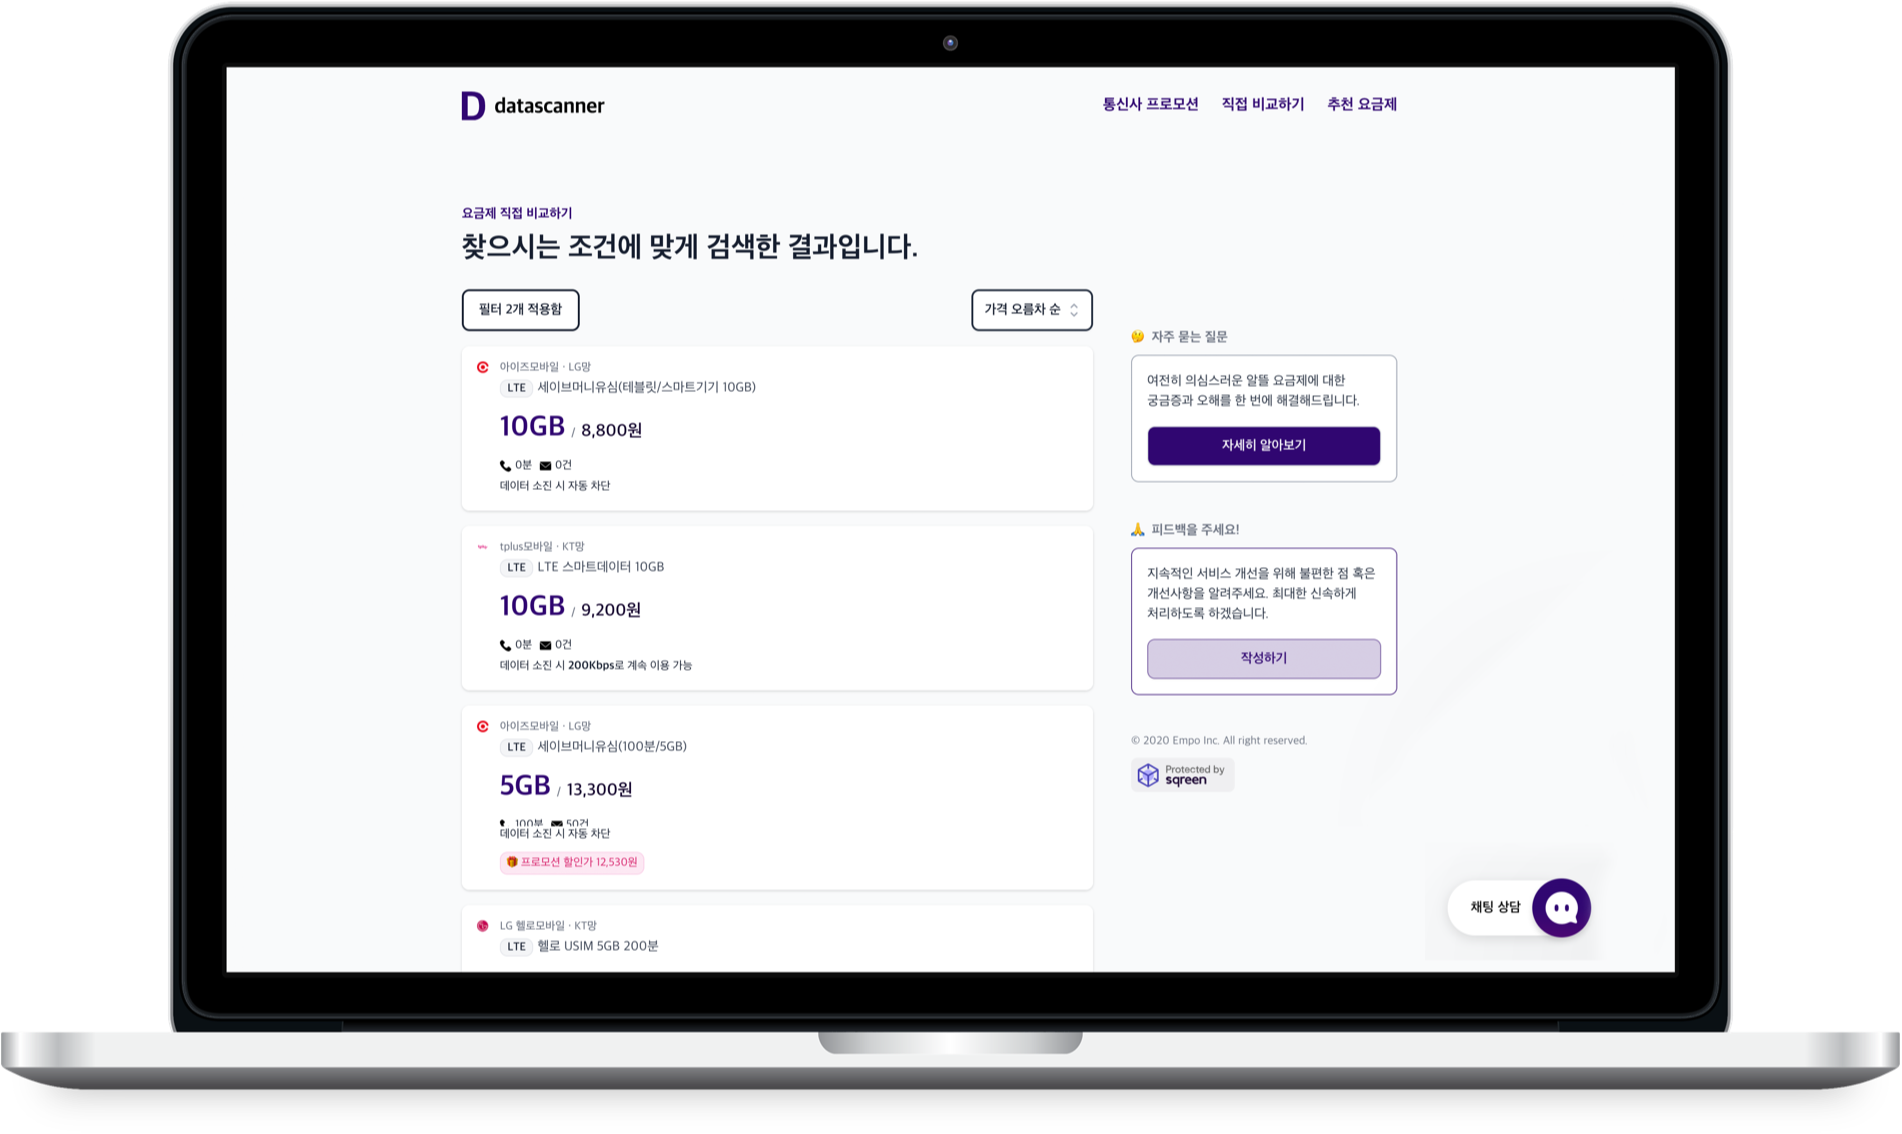 D datascanner
통신사 프로모션 직접 비교하기 추천 요금제
요금제 직접 비교하기
찾으시는 조건에 맞게 검색한 결과입니다.
필터 2개 적용함
가격 오름차 순
아이즈모바일 · LG망
LTE 세이브머니유심(테블릿/스마트기기 10GB)
10GB / 8,800원
0분 0건
데이터 소진 시 자동 차단
tplus모바일 · KT망
LTE LTE 스마트데이터 10GB
10GB / 9,200원
0분 0건
데이터 소진 시 200Kbps로 계속 이용 가능
아이즈모바일 · LG망
LTE 세이브머니유심(100분/5GB)
5GB / 13,300원
100분 50건
데이터 소진 시 자동 차단
프로모션 할인가 12,530원
LG 헬로모바일 · KT망
LTE 헬로 USIM 5GB 200분
자주 묻는 질문
여전히 의심스러운 알뜰 요금제에 대한
궁금증과 오해를 한 번에 해결해드립니다.
자세히 알아보기
피드백을 주세요!
지속적인 서비스 개선을 위해 불편한 점 혹은
개선사항을 알려주세요. 최대한 신속하게
처리하도록 하겠습니다.
작성하기
© 2020 Empo Inc. All right reserved.
Protected by
sqreen
채팅 상담